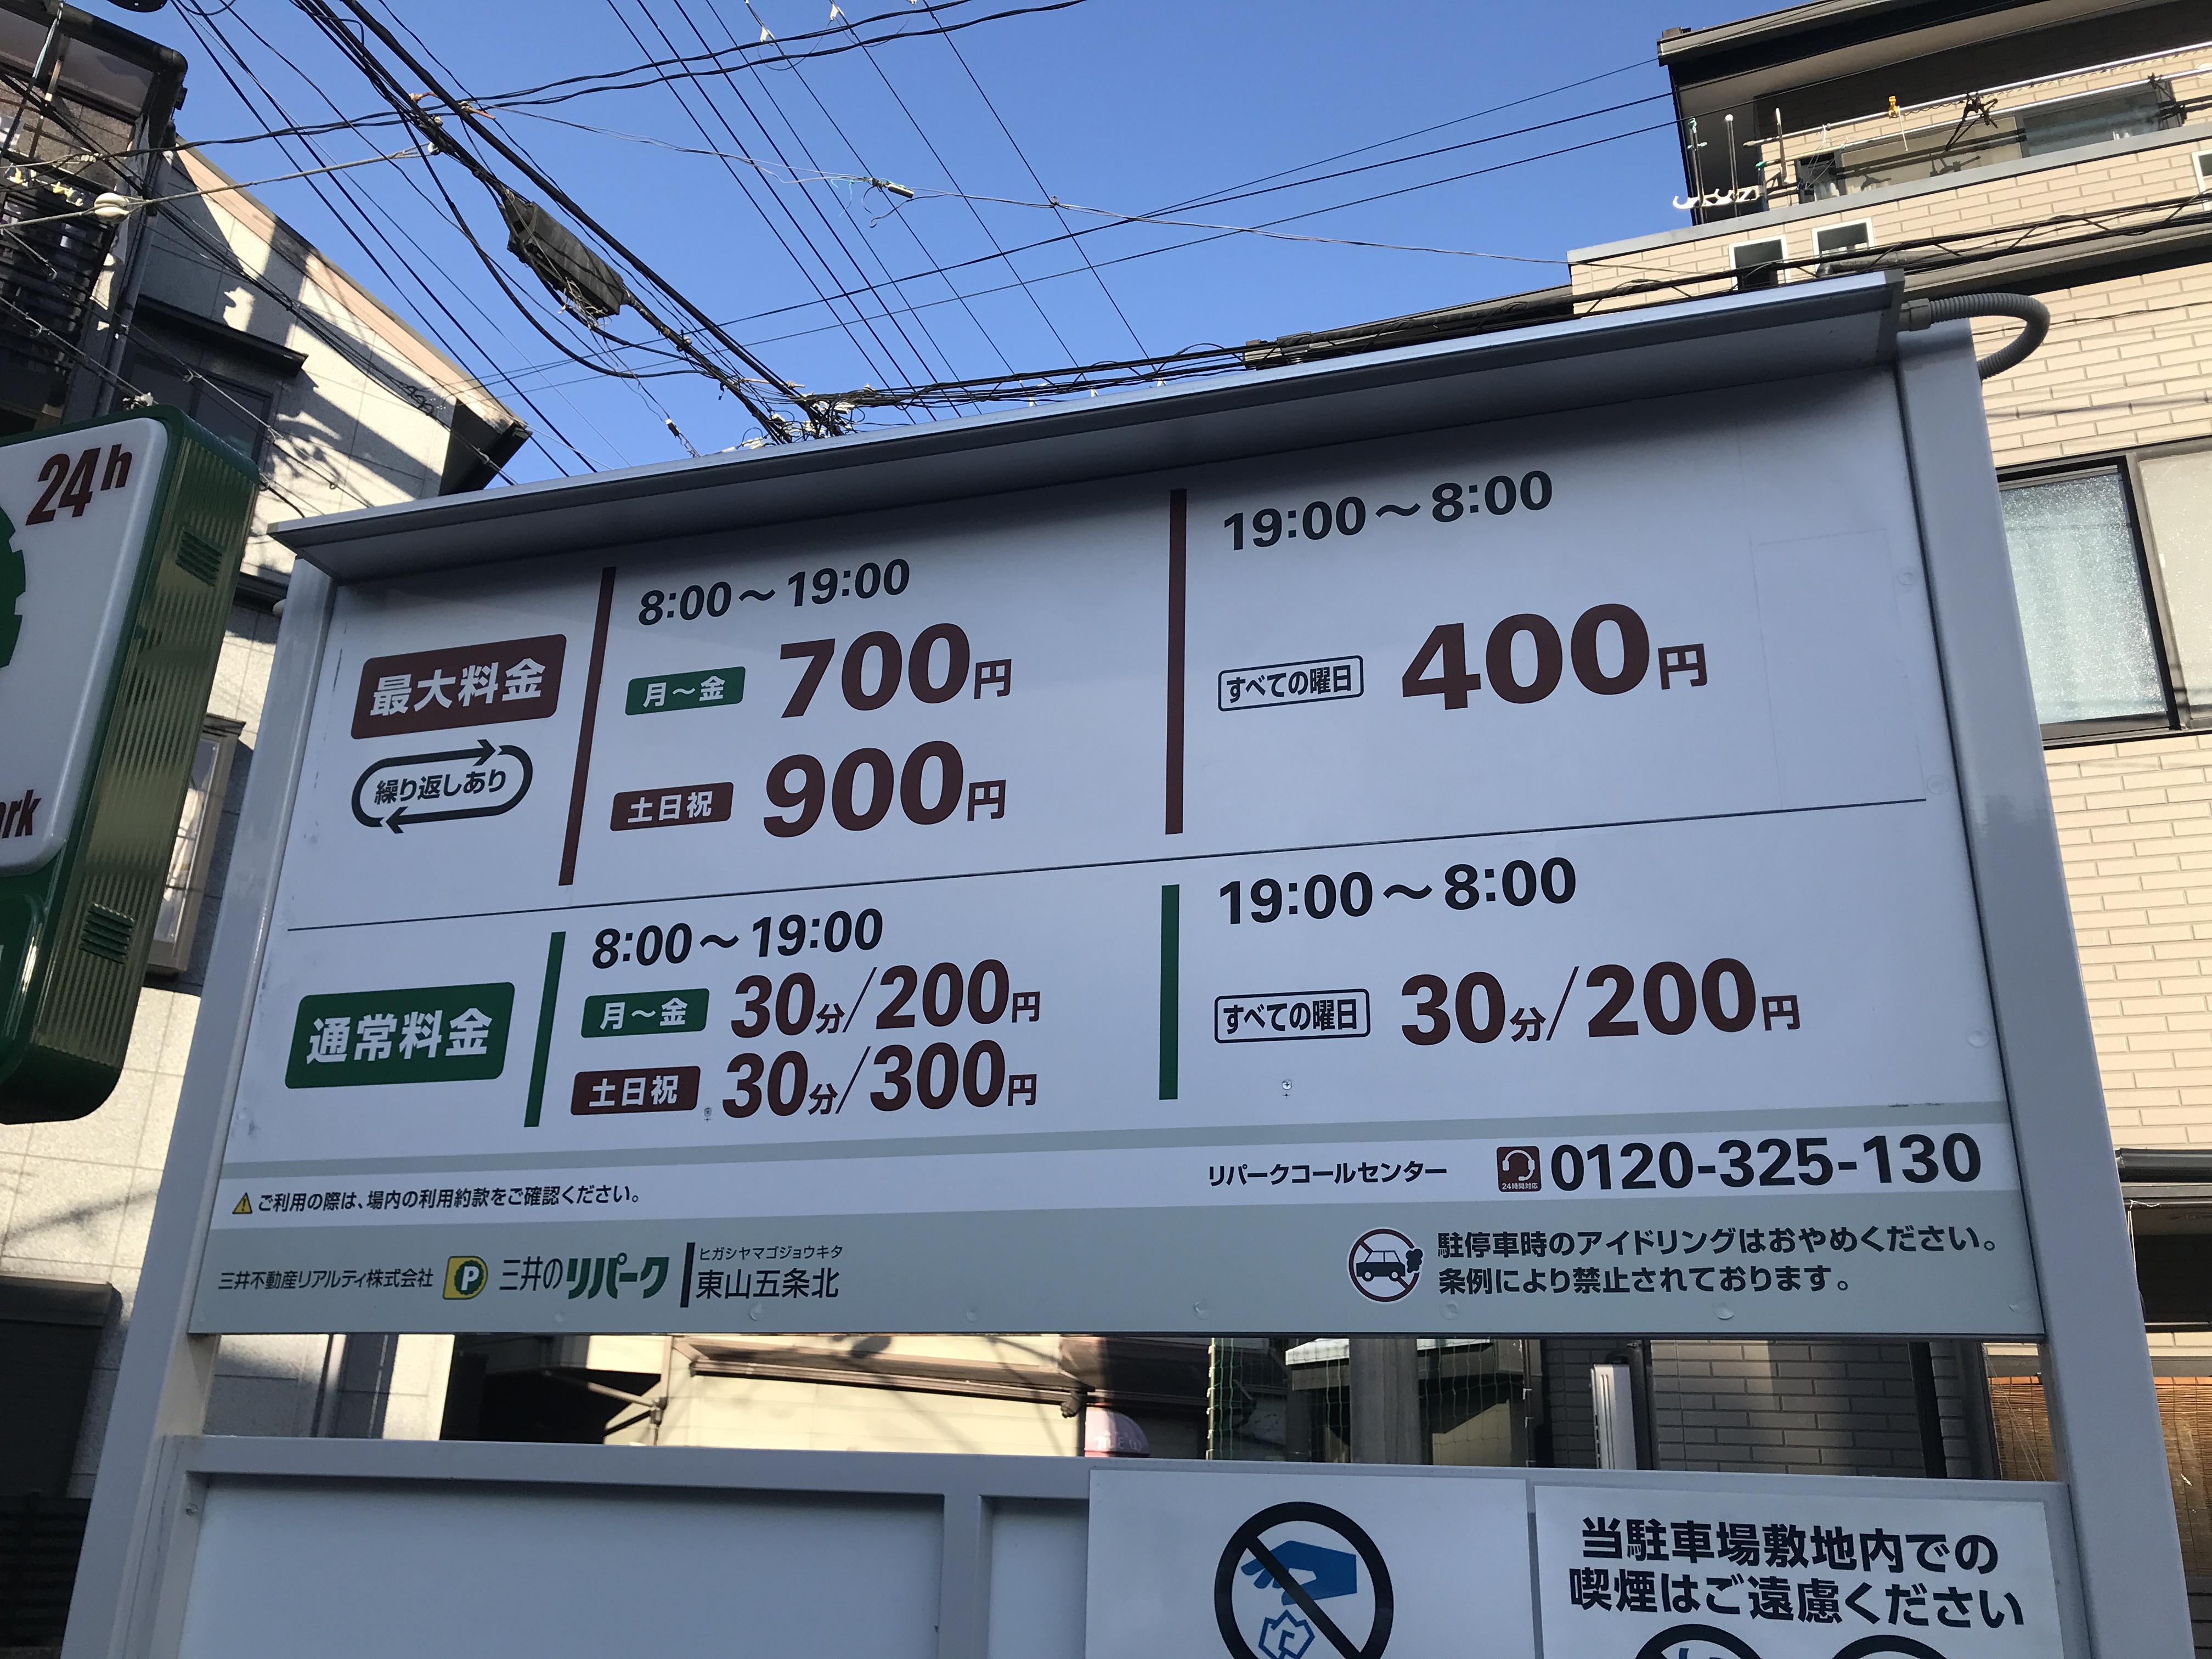 24h
ark
最大料金
繰り返しあり
8:00～19:00
月～金 700円
土日祝 900円
19:00～8:00
すべての曜日 400円
通常料金
8:00～19:00
月～金 30分/200円
土日祝 30分/300円
19:00～8:00
すべての曜日 30分/200円
ご利用の際は、場内の利用約款をご確認ください。
リパークコールセンター 24時間対応 0120-325-130
三井不動産リアルティ株式会社 P 三井のリパーク
ヒガシヤマゴジョウキタ
東山五条北
駐停車時のアイドリングはおやめください。
条例により禁止されております。
当駐車場敷地内での
喫煙はご遠慮ください